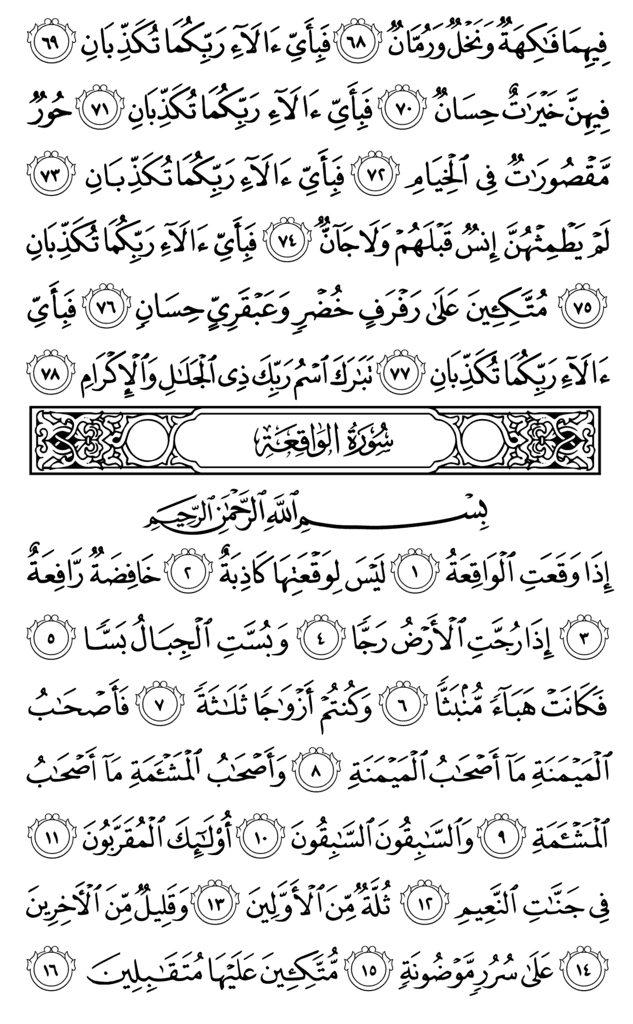 فِيهِمَا فَٰكِهَةٌ وَنَخْلٌ وَرُمَّانٌ ٦٨ فَبِأَيِّ ءَالَآءِ رَبِّكُمَا تُكَذِّبَانِ ٦٩
فِيهِنَّ خَيْرَٰتٌ حِسَانٌ ٧٠ فَبِأَيِّ ءَالَآءِ رَبِّكُمَا تُكَذِّبَانِ ٧١ حُورٌ
مَّقْصُورَٰتٌ فِي ٱلْخِيَامِ ٧٢ فَبِأَيِّ ءَالَآءِ رَبِّكُمَا تُكَذِّبَانِ ٧٣
لَمْ يَطْمِثْهُنَّ إِنسٌ قَبْلَهُمْ وَلَا جَآنٌّ ٧٤ فَبِأَيِّ ءَالَآءِ رَبِّكُمَا تُكَذِّبَانِ
٧٥ مُتَّكِـِٔينَ عَلَىٰ رَفْرَفٍ خُضْرٍ وَعَبْقَرِيٍّ حِسَانٍ ٧٦ فَبِأَيِّ
ءَالَآءِ رَبِّكُمَا تُكَذِّبَانِ ٧٧ تَبَٰرَكَ ٱسْمُ رَبِّكَ ذِي ٱلْجَلَٰلِ وَٱلْإِكْرَامِ ٧٨
سُورَةُ الوَاقِعَةِ
بِسْمِ ٱللَّهِ ٱلرَّحْمَٰنِ ٱلرَّحِيمِ
إِذَا وَقَعَتِ ٱلْوَاقِعَةُ ١ لَيْسَ لِوَقْعَتِهَا كَاذِبَةٌ ٢ خَافِضَةٌ رَّافِعَةٌ
٣ إِذَا رُجَّتِ ٱلْأَرْضُ رَجًّا ٤ وَبُسَّتِ ٱلْجِبَالُ بَسًّا ٥
فَكَانَتْ هَبَآءً مُّنۢبَثًّا ٦ وَكُنتُمْ أَزْوَٰجًا ثَلَٰثَةً ٧ فَأَصْحَٰبُ
ٱلْمَيْمَنَةِ مَآ أَصْحَٰبُ ٱلْمَيْمَنَةِ ٨ وَأَصْحَٰبُ ٱلْمَشْـَٔمَةِ مَآ أَصْحَٰبُ
ٱلْمَشْـَٔمَةِ ٩ وَٱلسَّٰبِقُونَ ٱلسَّٰبِقُونَ ١٠ أُو۟لَٰٓئِكَ ٱلْمُقَرَّبُونَ ١١
فِي جَنَّٰتِ ٱلنَّعِيمِ ١٢ ثُلَّةٌ مِّنَ ٱلْأَوَّلِينَ ١٣ وَقَلِيلٌ مِّنَ ٱلْءَاخِرِينَ
١٤ عَلَىٰ سُرُرٍ مَّوْضُونَةٍ ١٥ مُّتَّكِـِٔينَ عَلَيْهَا مُتَقَٰبِلِينَ ١٦